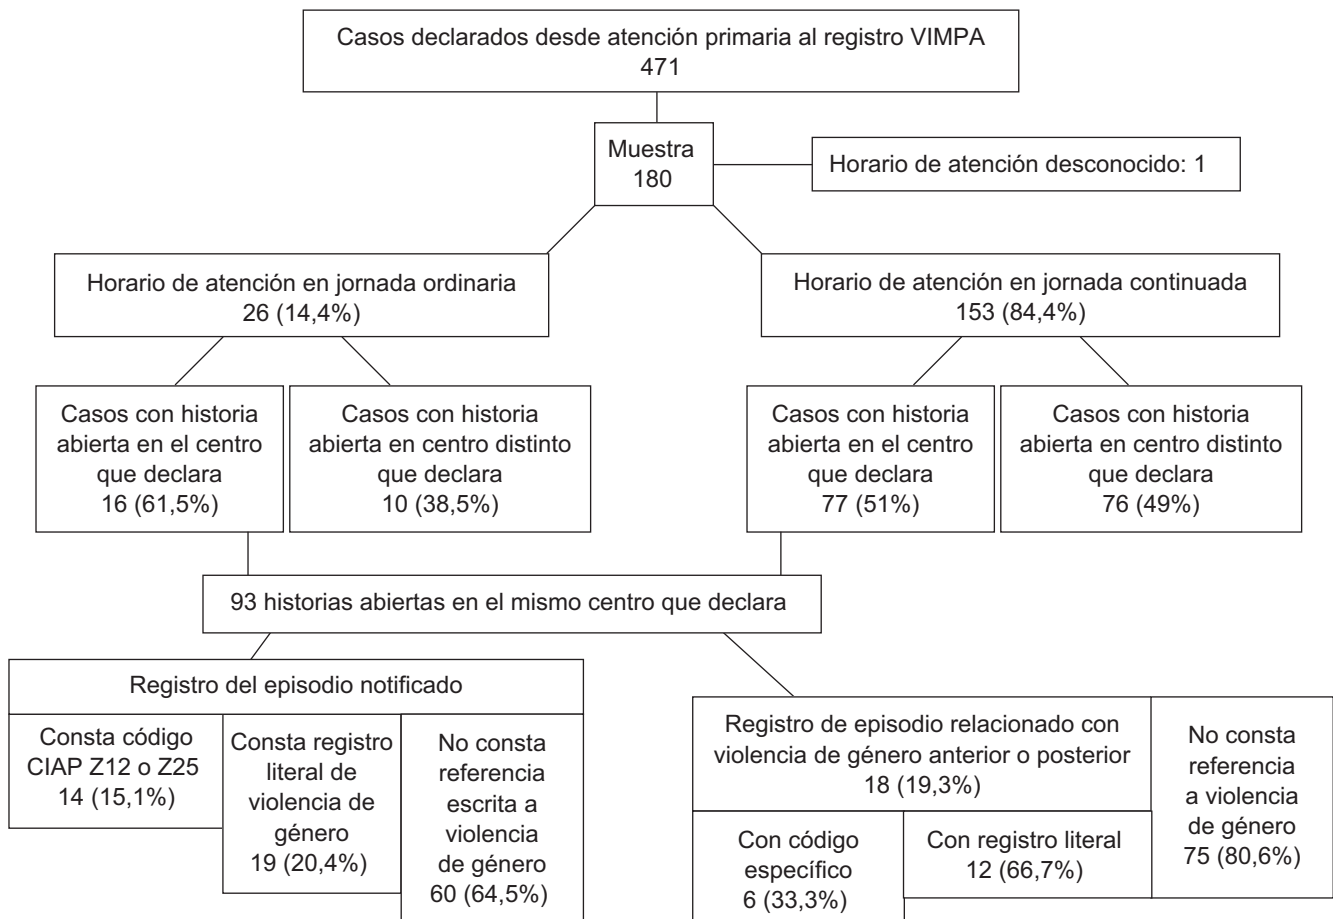 Casos declarados desde atención primaria al registro VIMPA
471
Muestra
180
Horario de atención desconocido: 1
Horario de atención en jornada ordinaria
26 (14,4%)
Horario de atención en jornada continuada
153 (84,4%)
Casos con historia
abierta en el centro
que declara
16 (61,5%)
Casos con historia
abierta en centro distinto
que declara
10 (38,5%)
Casos con historia
abierta en el centro
que declara
77 (51%)
Casos con historia
abierta en centro distinto
que declara
76 (49%)
93 historias abiertas en el mismo centro que declara
Registro del episodio notificado
Consta código
CIAP Z12 o Z25
14 (15,1%)
Consta registro
literal de
violencia de
género
19 (20,4%)
No consta
referencia
escrita a
violencia
de género
60 (64,5%)
Registro de episodio relacionado con
violencia de género anterior o posterior
18 (19,3%)
Con código
específico
6 (33,3%)
Con registro literal
12 (66,7%)
No consta
referencia
a violencia
de género
75 (80,6%)